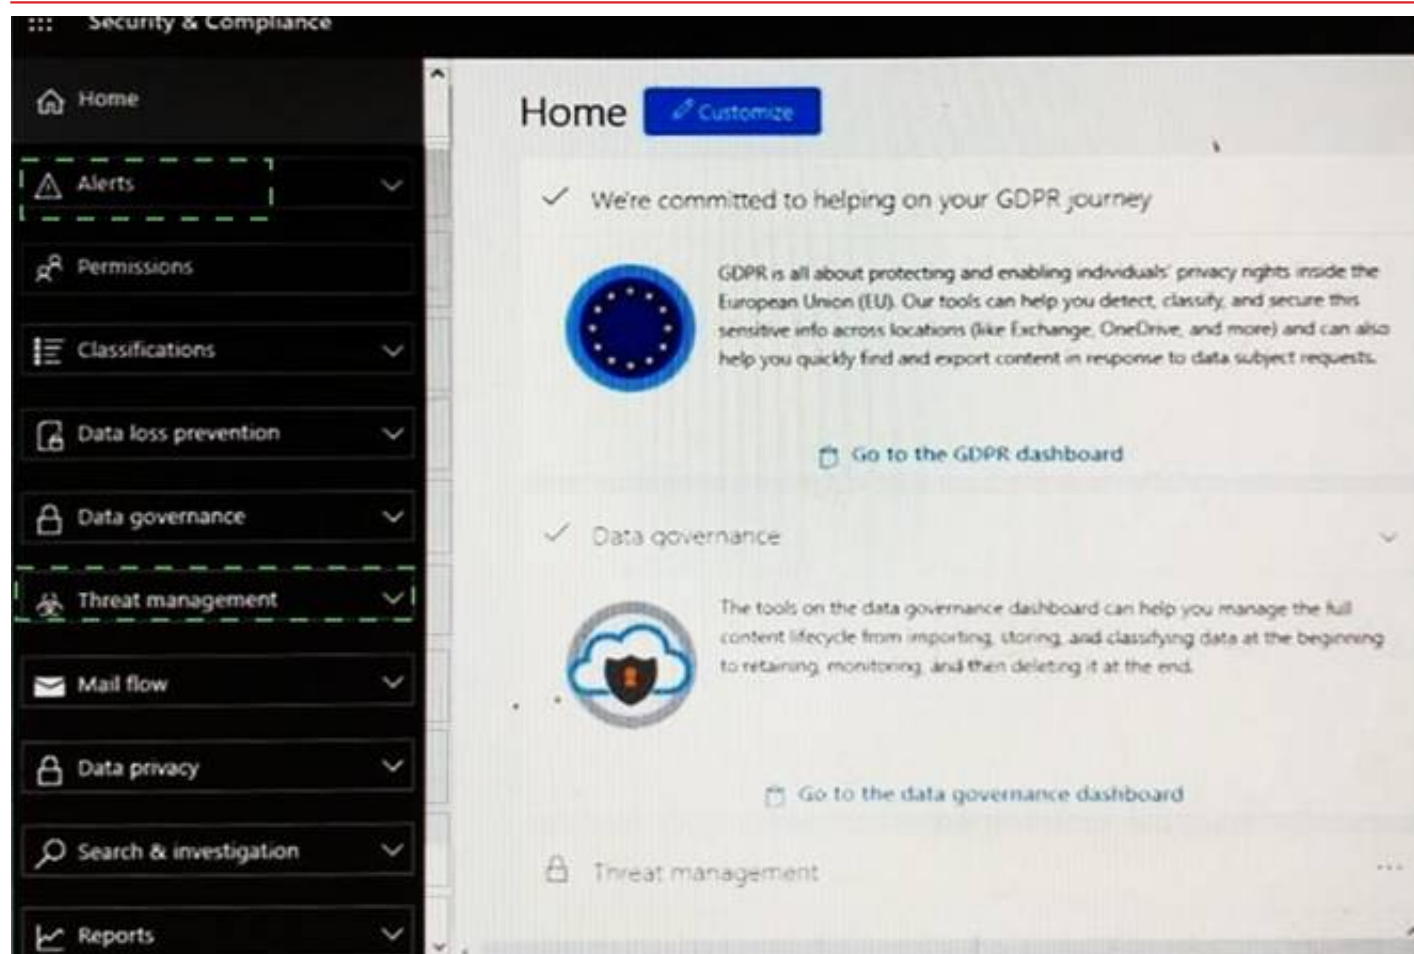 Security & Compliance
Home
Alerts
Permissions
Classifications
Data loss prevention
Data governance
Threat management
Mail flow
Data privacy
Search & investigation
Reports
Home
Customize
We're committed to helping on your GDPR journey
GDPR is all about protecting and enabling individuals' privacy rights inside the
European Union (EU). Our tools can help you detect, classify, and secure this
sensitive info across locations (like Exchange, OneDrive, and more) and can also
help you quickly find and export content in response to data subject requests.
Go to the GDPR dashboard
Data governance
The tools on the data governance dashboard can help you manage the full
content lifecycle from importing, storing, and classifying data at the beginning
to retaining, monitoring, and then deleting it at the end.
Go to the data governance dashboard
Threat management